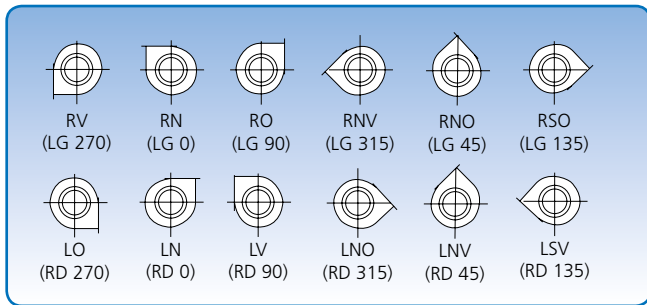 RV RN RO RNV RNO RSO
(LG 270) (LG 0) (LG 90) (LG 315) (LG 45) (LG 135)
LO LN LV LNO LNV LSV
(RD 270) (RD 0) (RD 90) (RD 315) (RD 45) (RD 135)